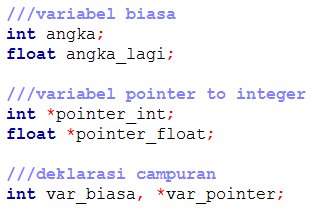 ///variabel biasa
int angka;
float angka_lagi;
///variabel pointer to integer
int *pointer_int;
float *pointer_float;
///deklarasi campuran
int var_biasa, *var_pointer;